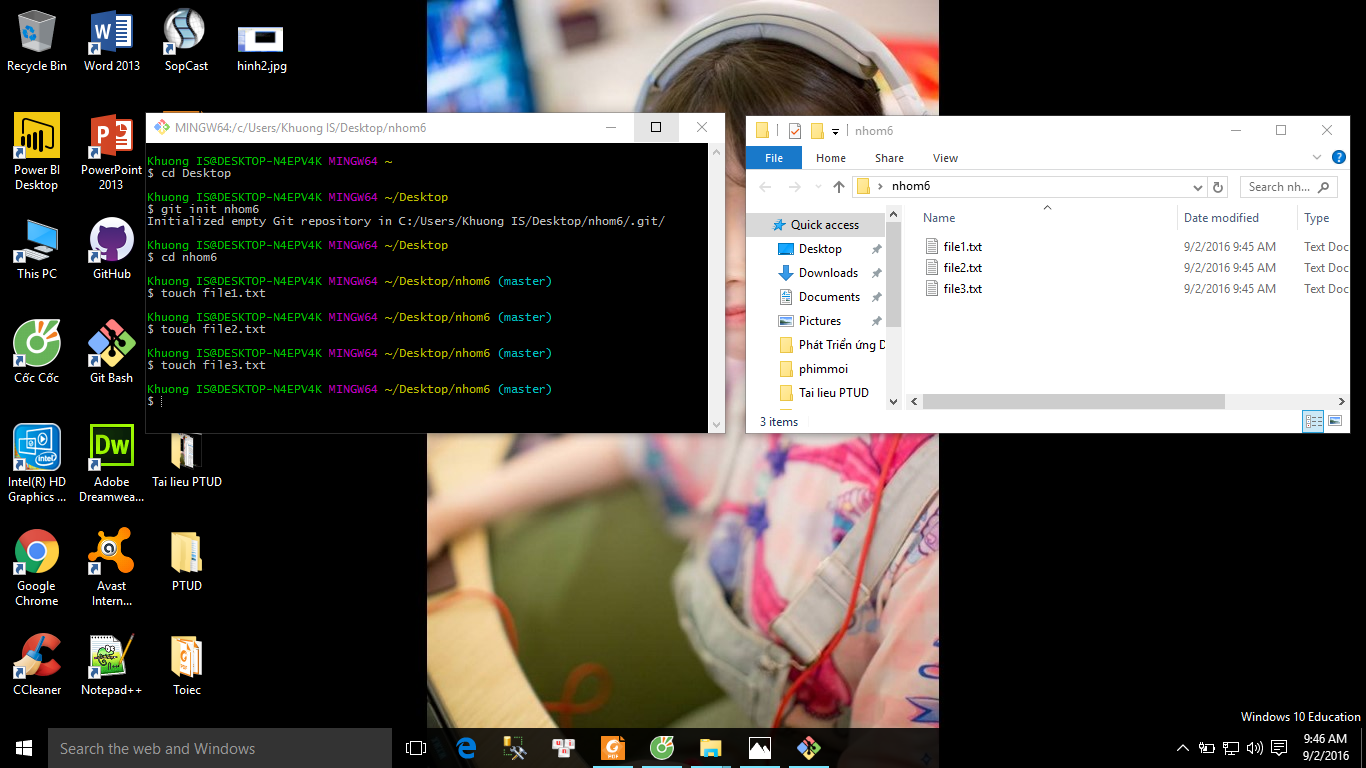 Recycle Bin
Word 2013
SopCast
hinh2.jpg
Power BI
Desktop
PowerPoint
2013
This PC
GitHub
Cốc Cốc
Git Bash
Intel(R) HD
Graphics ...
Adobe
Dreamwea...
Tai lieu PTUD
Google
Chrome
Avast
Intern...
PTUD
CCleaner
Notepad++
Toiec
MINGW64:/c/Users/Khuong IS/Desktop/nhom6
Khuong IS@DESKTOP-N4EPV4K MINGW64 ~
$ cd Desktop
Khuong IS@DESKTOP-N4EPV4K MINGW64 ~/Desktop
$ git init nhom6
Initialized empty Git repository in C:/Users/Khuong IS/Desktop/nhom6/.git/
Khuong IS@DESKTOP-N4EPV4K MINGW64 ~/Desktop
$ cd nhom6
Khuong IS@DESKTOP-N4EPV4K MINGW64 ~/Desktop/nhom6 (master)
$ touch file1.txt
Khuong IS@DESKTOP-N4EPV4K MINGW64 ~/Desktop/nhom6 (master)
$ touch file2.txt
Khuong IS@DESKTOP-N4EPV4K MINGW64 ~/Desktop/nhom6 (master)
$ touch file3.txt
Khuong IS@DESKTOP-N4EPV4K MINGW64 ~/Desktop/nhom6 (master)
$
nhom6
File Home Share View
nhom6
Search nh...
Quick access
Desktop
Downloads
Documents
Pictures
Phát Triển ứng D
phimmoi
Tai lieu PTUD
Name Date modified Type
file1.txt 9/2/2016 9:45 AM Text Doc
file2.txt 9/2/2016 9:45 AM Text Doc
file3.txt 9/2/2016 9:45 AM Text Doc
3 items
Windows 10 Education
Search the web and Windows
9:46 AM
9/2/2016